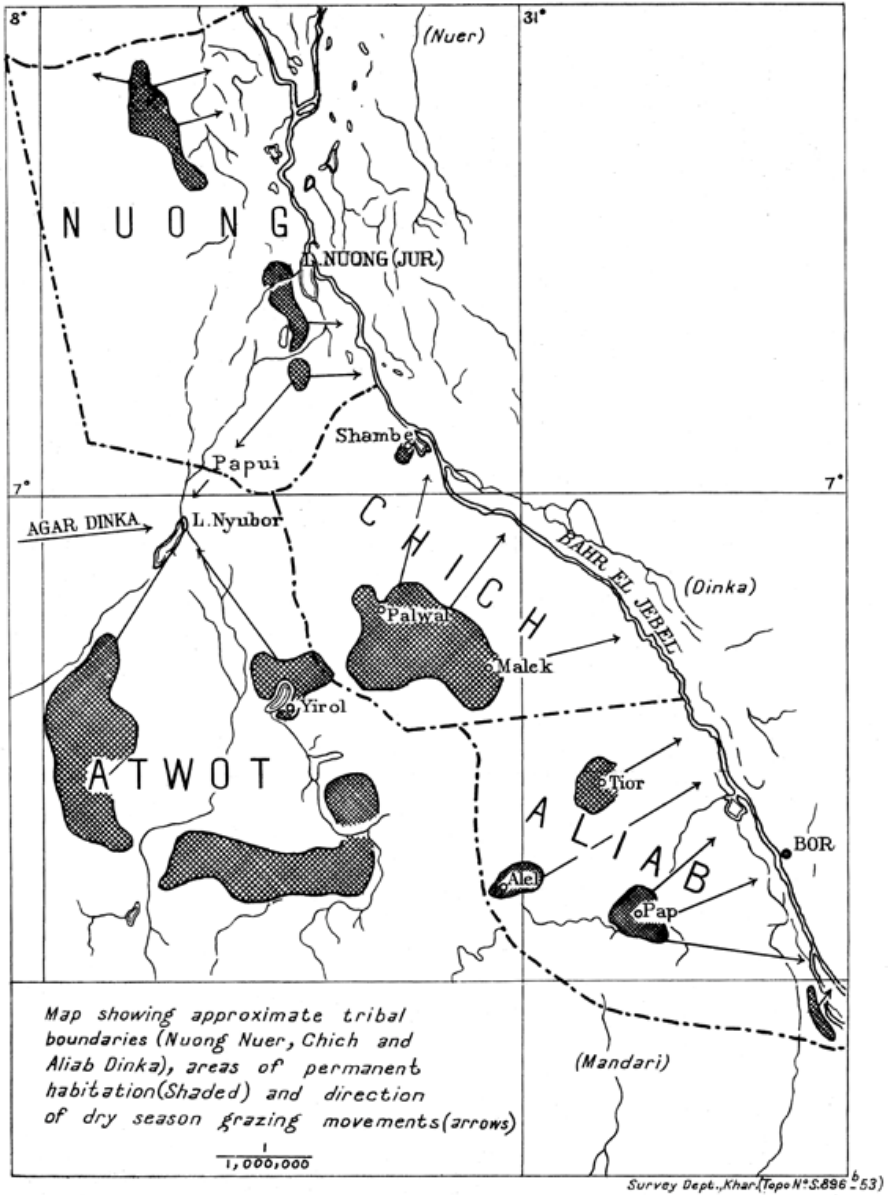 8°
31°
(Nuer)
NUONG
L.NUONG (JUR)
Shambe
Papui
7°
7°
AGAR DINKA
L.Nyubor
CHICH
BAHR EL JEBEL
(Dinka)
Palwal
Malek
Yirol
ATWOT
Tior
ALIAB
BOR
Alel
Pap
Map showing approximate tribal
boundaries (Nuong Nuer, Chich and
Aliab Dinka), areas of permanent
habitation(Shaded) and direction
of dry season grazing movements(arrows)
1
1,000,000
(Mandari)
Survey Dept.,Khar.(Topo Nº S.896ᵇ-53)